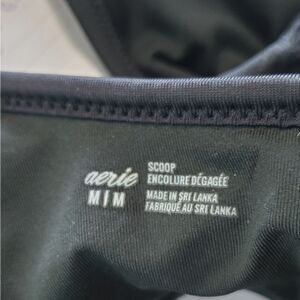 aerie
M|M
SCOOP
ENCOLURE DÉGAGÉE
MADE IN SRI LANKA
FABRIQUÉ AU SRI LANKA